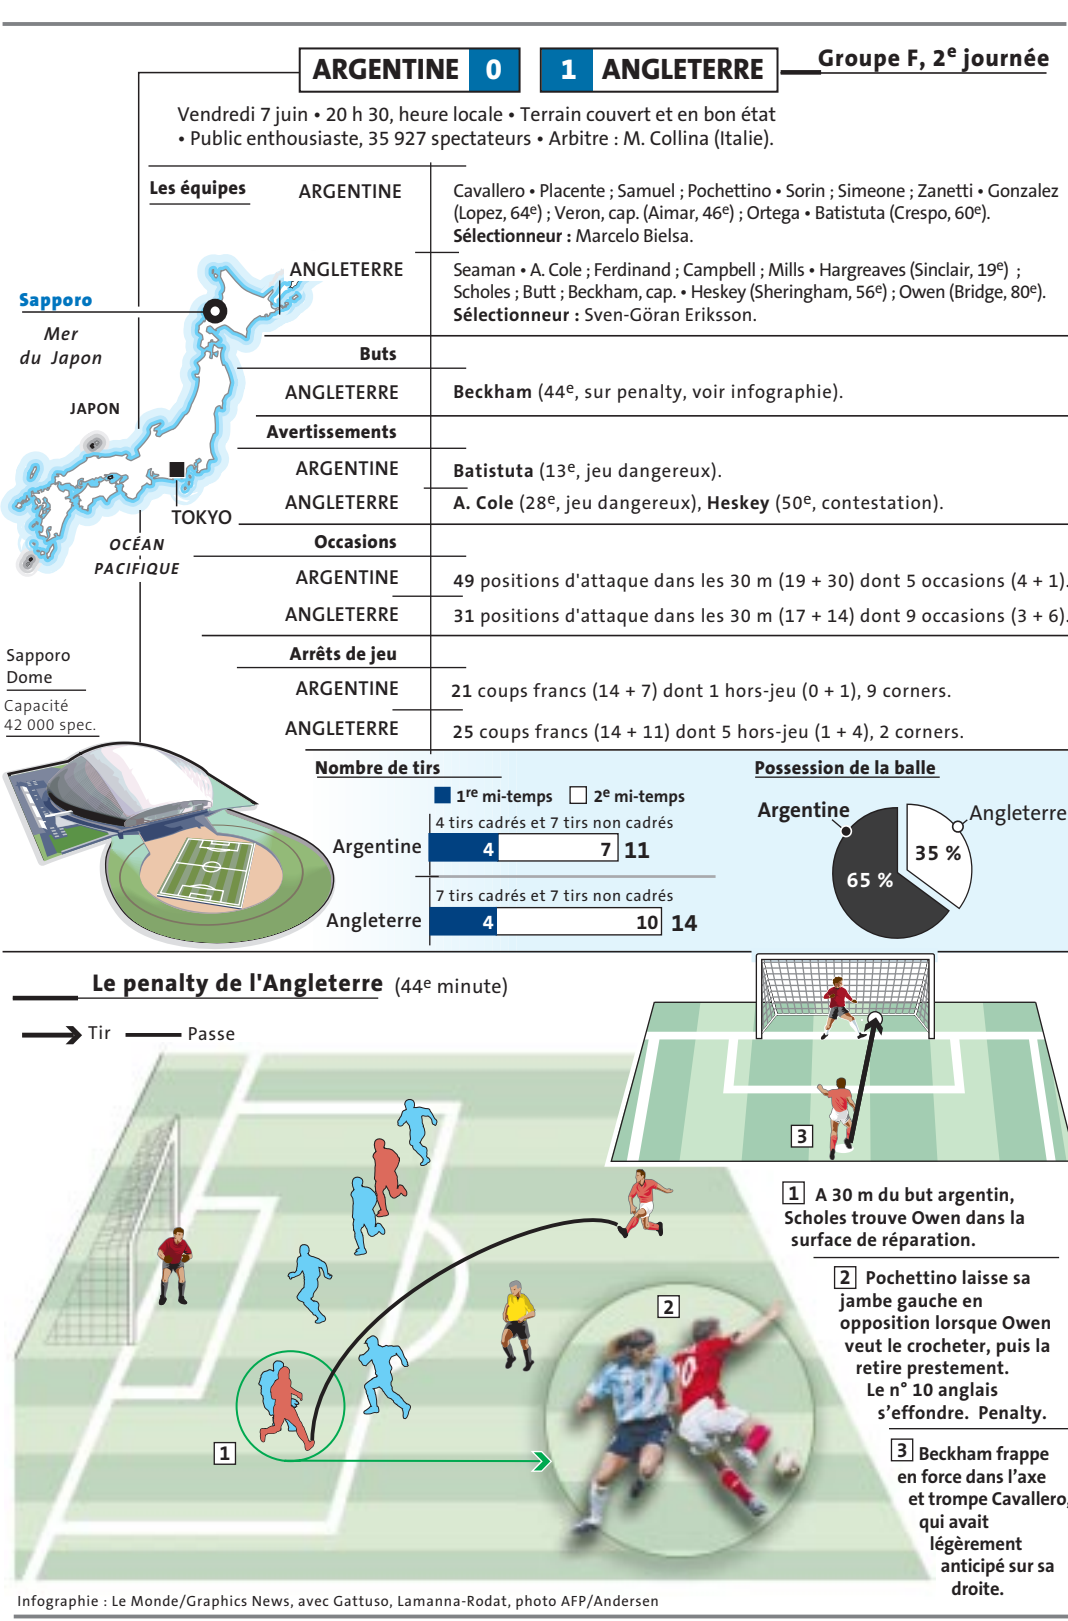 ARGENTINE 0 1 ANGLETERRE
Groupe F, 2e journée
Vendredi 7 juin • 20 h 30, heure locale • Terrain couvert et en bon état
• Public enthousiaste, 35 927 spectateurs • Arbitre : M. Collina (Italie).
Les équipes
ARGENTINE
Cavallero • Placente ; Samuel ; Pochettino • Sorin ; Simeone ; Zanetti • Gonzalez
(Lopez, 64e) ; Veron, cap. (Aimar, 46e) ; Ortega • Batistuta (Crespo, 60e).
Sélectionneur : Marcelo Bielsa.
ANGLETERRE
Seaman • A. Cole ; Ferdinand ; Campbell ; Mills • Hargreaves (Sinclair, 19e) ;
Scholes ; Butt ; Beckham, cap. • Heskey (Sheringham, 56e) ; Owen (Bridge, 80e).
Sélectionneur : Sven-Göran Eriksson.
Buts
ANGLETERRE
Beckham (44e, sur penalty, voir infographie).
Avertissements
ARGENTINE
Batistuta (13e, jeu dangereux).
ANGLETERRE
A. Cole (28e, jeu dangereux), Heskey (50e, contestation).
Occasions
ARGENTINE
49 positions d'attaque dans les 30 m (19 + 30) dont 5 occasions (4 + 1).
ANGLETERRE
31 positions d'attaque dans les 30 m (17 + 14) dont 9 occasions (3 + 6).
Arrêts de jeu
ARGENTINE
21 coups francs (14 + 7) dont 1 hors-jeu (0 + 1), 9 corners.
ANGLETERRE
25 coups francs (14 + 11) dont 5 hors-jeu (1 + 4), 2 corners.
Sapporo
Mer
du Japon
JAPON
TOKYO
OCÉAN
PACIFIQUE
Sapporo
Dome
Capacité
42 000 spec.
Nombre de tirs
1re mi-temps 2e mi-temps
4 tirs cadrés et 7 tirs non cadrés
Argentine 4 7 11
7 tirs cadrés et 7 tirs non cadrés
Angleterre 4 10 14
Possession de la balle
Argentine
Angleterre
35 %
65 %
Le penalty de l'Angleterre (44e minute)
Tir Passe
3
2
1
10
1 A 30 m du but argentin,
Scholes trouve Owen dans la
surface de réparation.
2 Pochettino laisse sa
jambe gauche en
opposition lorsque Owen
veut le crocheter, puis la
retire prestement.
Le n° 10 anglais
s'effondre. Penalty.
3 Beckham frappe
en force dans l'axe
et trompe Cavallero,
qui avait
légèrement
anticipé sur sa
droite.
Infographie : Le Monde/Graphics News, avec Gattuso, Lamanna-Rodat, photo AFP/Andersen